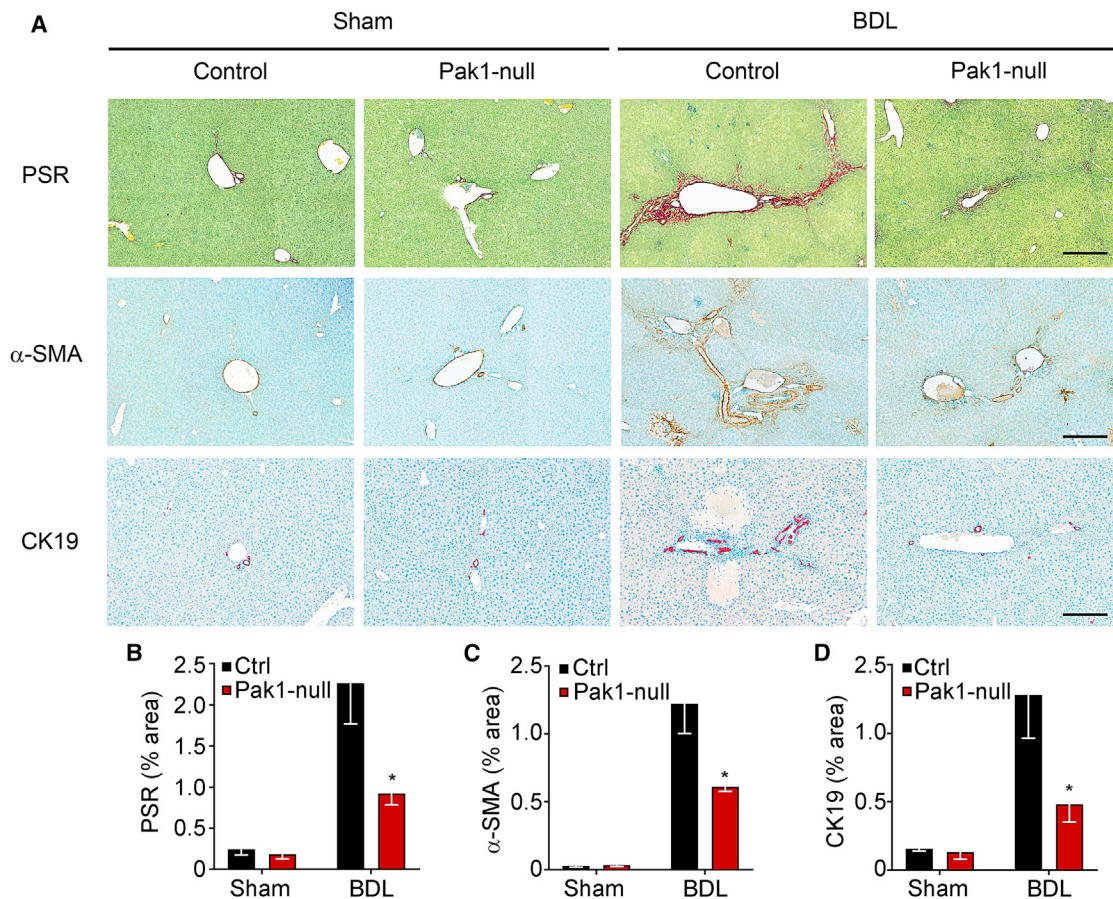 A
Sham
BDL
Control
Pak1-null
Control
Pak1-null
PSR
α-SMA
CK19
B
PSR (% area)
2.5
2.0
1.5
1.0
0.5
0
Ctrl
Pak1-null
*
Sham
BDL
C
α-SMA (% area)
1.5
1.0
0.5
0
Ctrl
Pak1-null
*
Sham
BDL
D
CK19 (% area)
1.5
1.0
0.5
0
Ctrl
Pak1-null
*
Sham
BDL